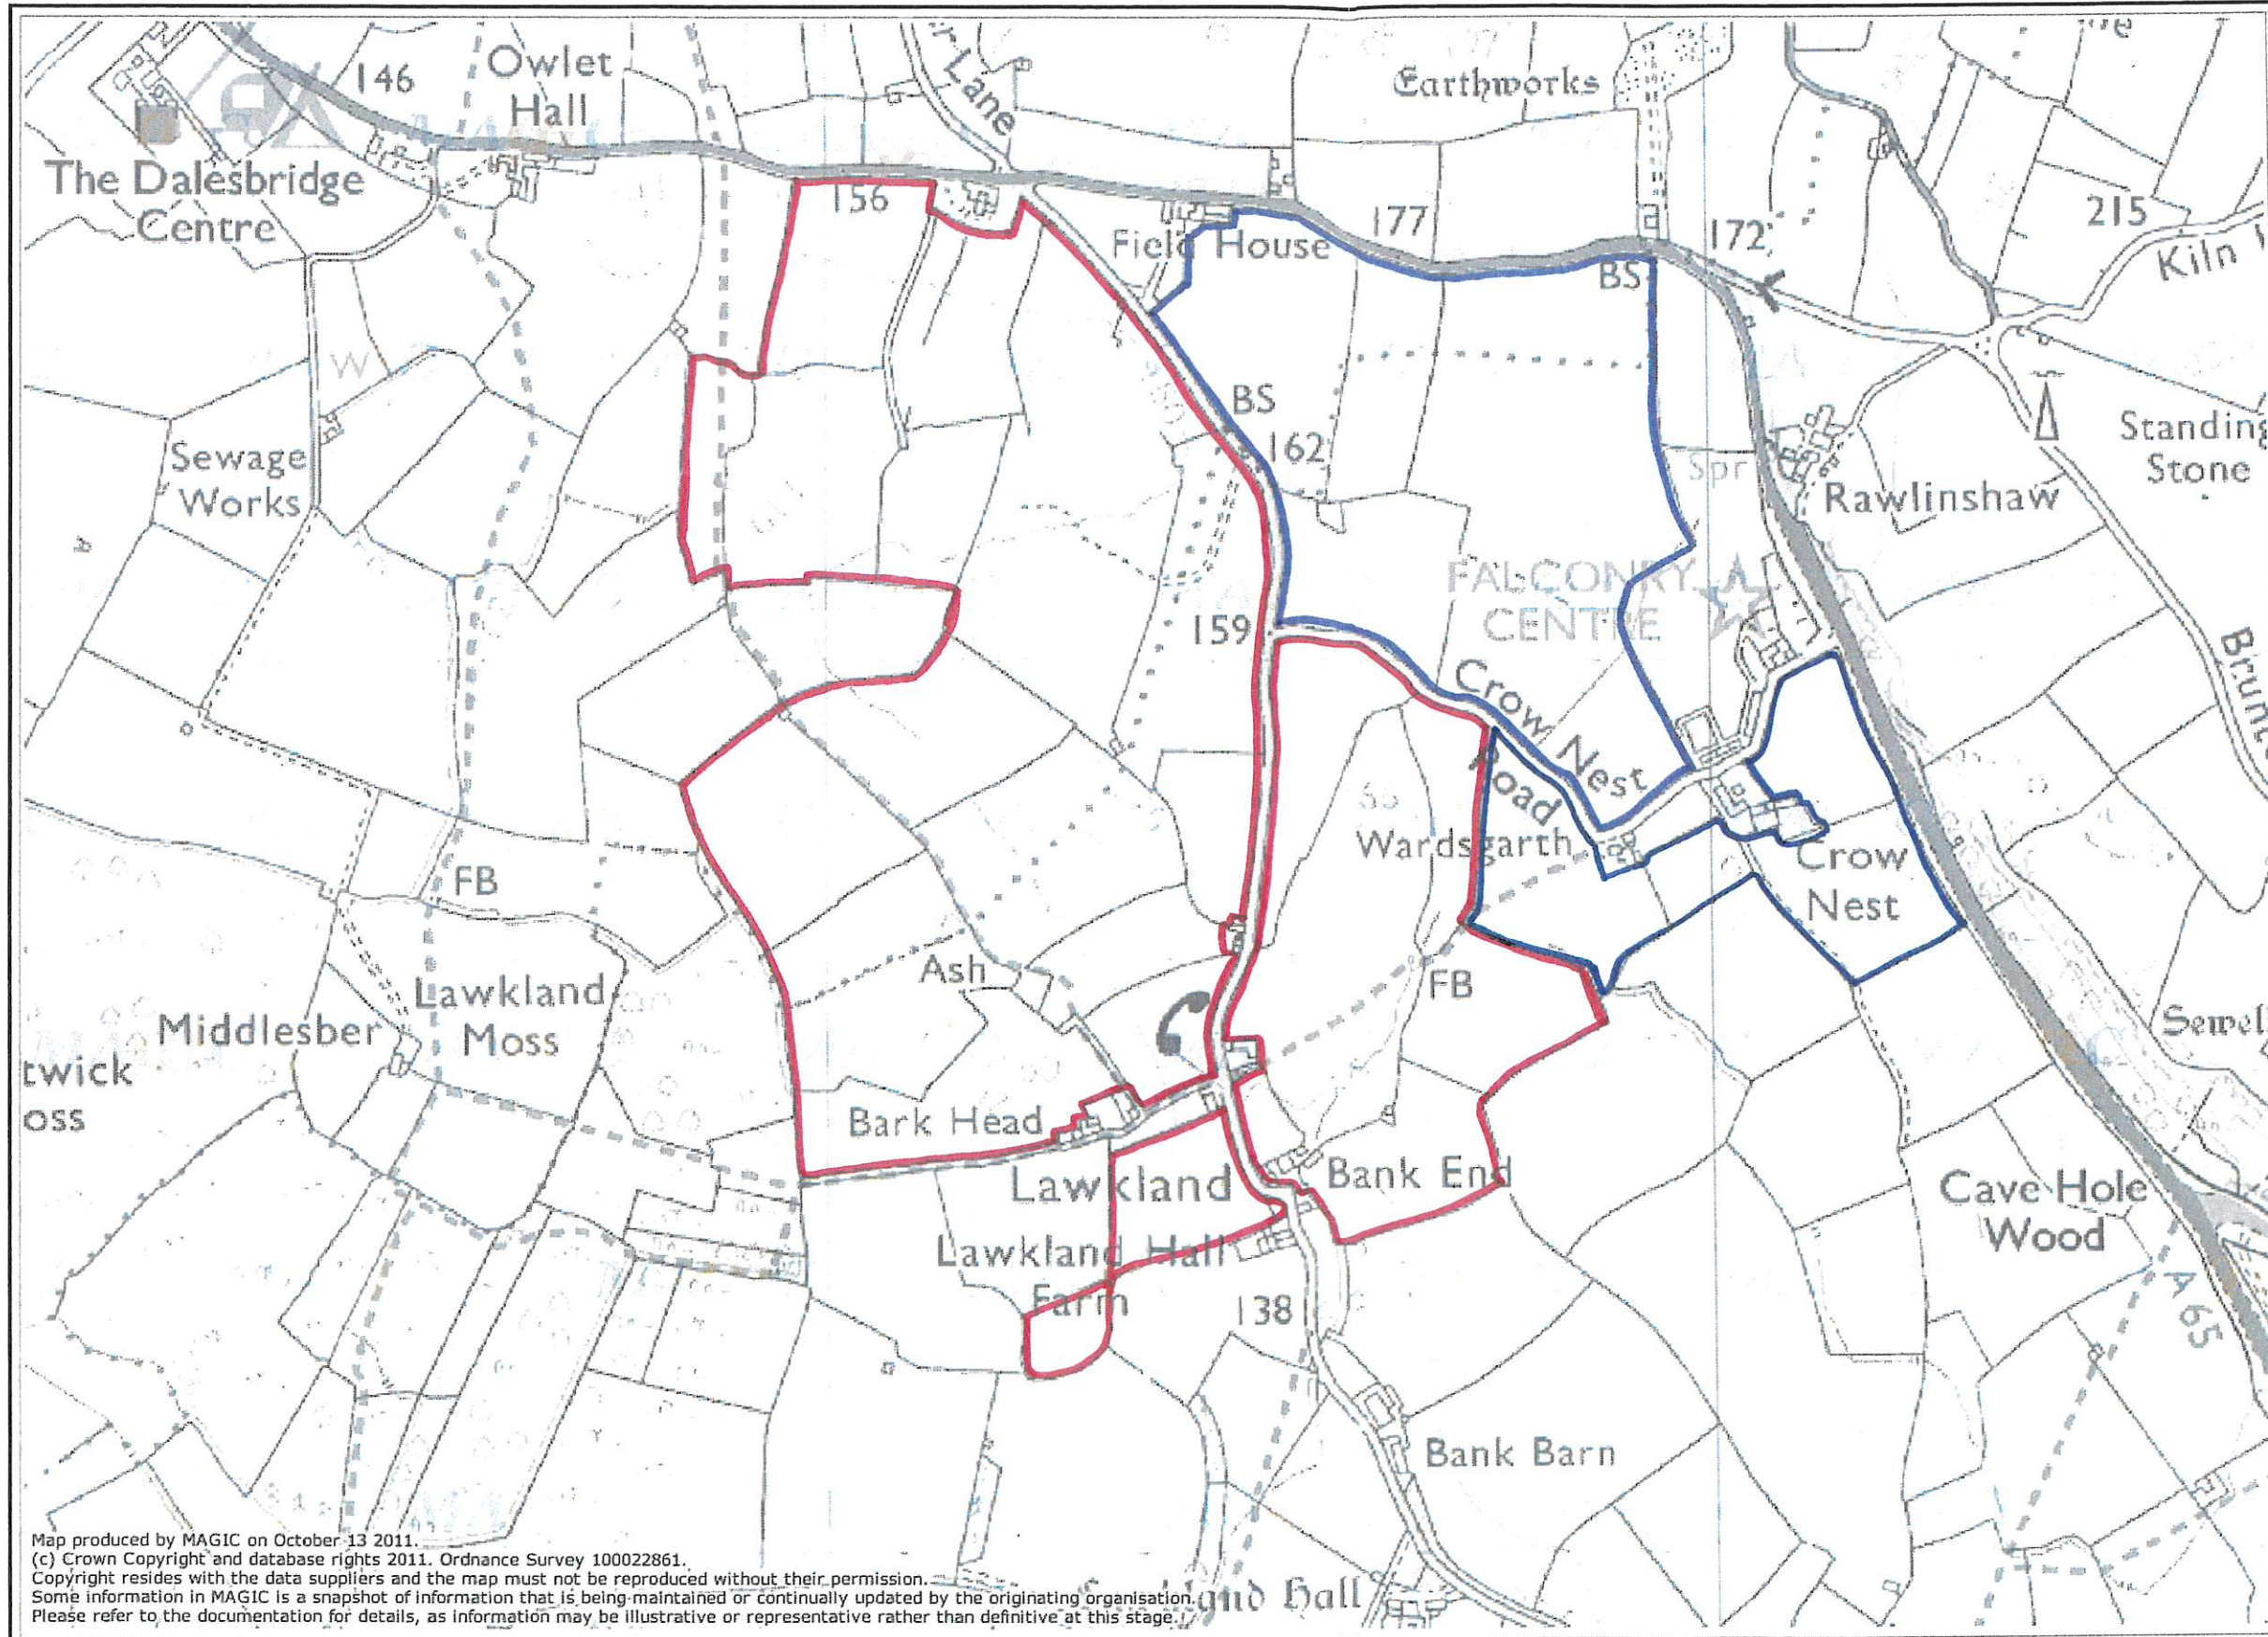 146
Owlet
Hall
r Lane
Earthworks
The Dalesbridge
Centre
156
Field House
177
172
215
Kiln
BS
W
BS
162
Sewage
Works
Spr
Standing
Stone
Rawlinshaw
FALCONRY
CENTRE
159
Crow Nest
Road
Wardsgarth
Crow
Nest
FB
Ash
FB
Lawkland
Moss
Middlesber
twick
oss
Bark Head
Lawkland
Bank End
Cave Hole
Wood
Lawkland Hall
Farm
138
A 65
Bank Barn
Map produced by MAGIC on October 13 2011.
(c) Crown Copyright and database rights 2011. Ordnance Survey 100022861.
Copyright resides with the data suppliers and the map must not be reproduced without their permission.
Some information in MAGIC is a snapshot of information that is being maintained or continually updated by the originating organisation.
Please refer to the documentation for details, as information may be illustrative or representative rather than definitive at this stage.
Hall